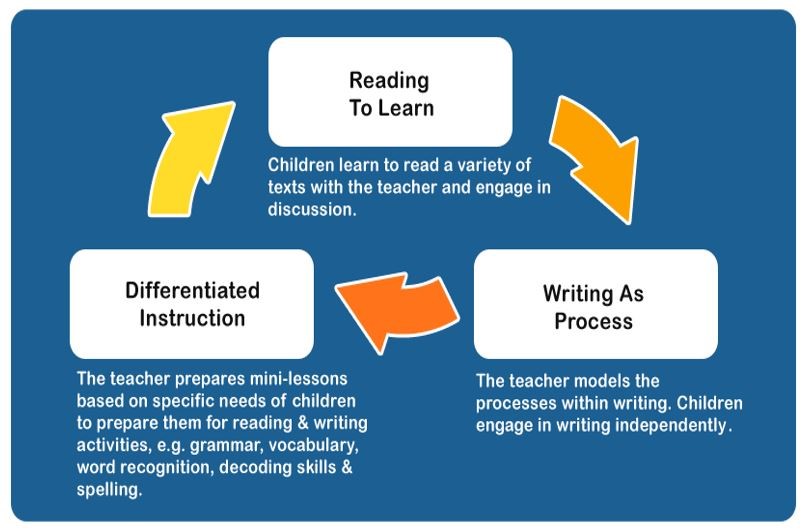 Reading
To Learn
Children learn to read a variety of
texts with the teacher and engage in
discussion.
Differentiated
Instruction
The teacher prepares mini-lessons
based on specific needs of children
to prepare them for reading & writing
activities, e.g. grammar, vocabulary,
word recognition, decoding skills &
spelling.
Writing As
Process
The teacher models the
processes within writing. Children
engage in writing independently.